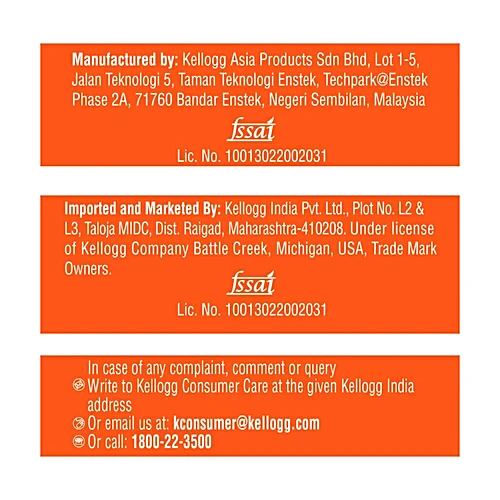 Manufactured by: Kellogg Asia Products Sdn Bhd, Lot 1-5,
Jalan Teknologi 5, Taman Teknologi Enstek, Techpark@Enstek
Phase 2A, 71760 Bandar Enstek, Negeri Sembilan, Malaysia
fssai
Lic. No. 10013022002031
Imported and Marketed By: Kellogg India Pvt. Ltd., Plot No. L2 &
L3, Taloja MIDC, Dist. Raigad, Maharashtra-410208. Under license
of Kellogg Company Battle Creek, Michigan, USA, Trade Mark
Owners.
fssai
Lic. No. 10013022002031
In case of any complaint, comment or query
Write to Kellogg Consumer Care at the given Kellogg India
address
Or email us at: kconsumer@kellogg.com
Or call: 1800-22-3500